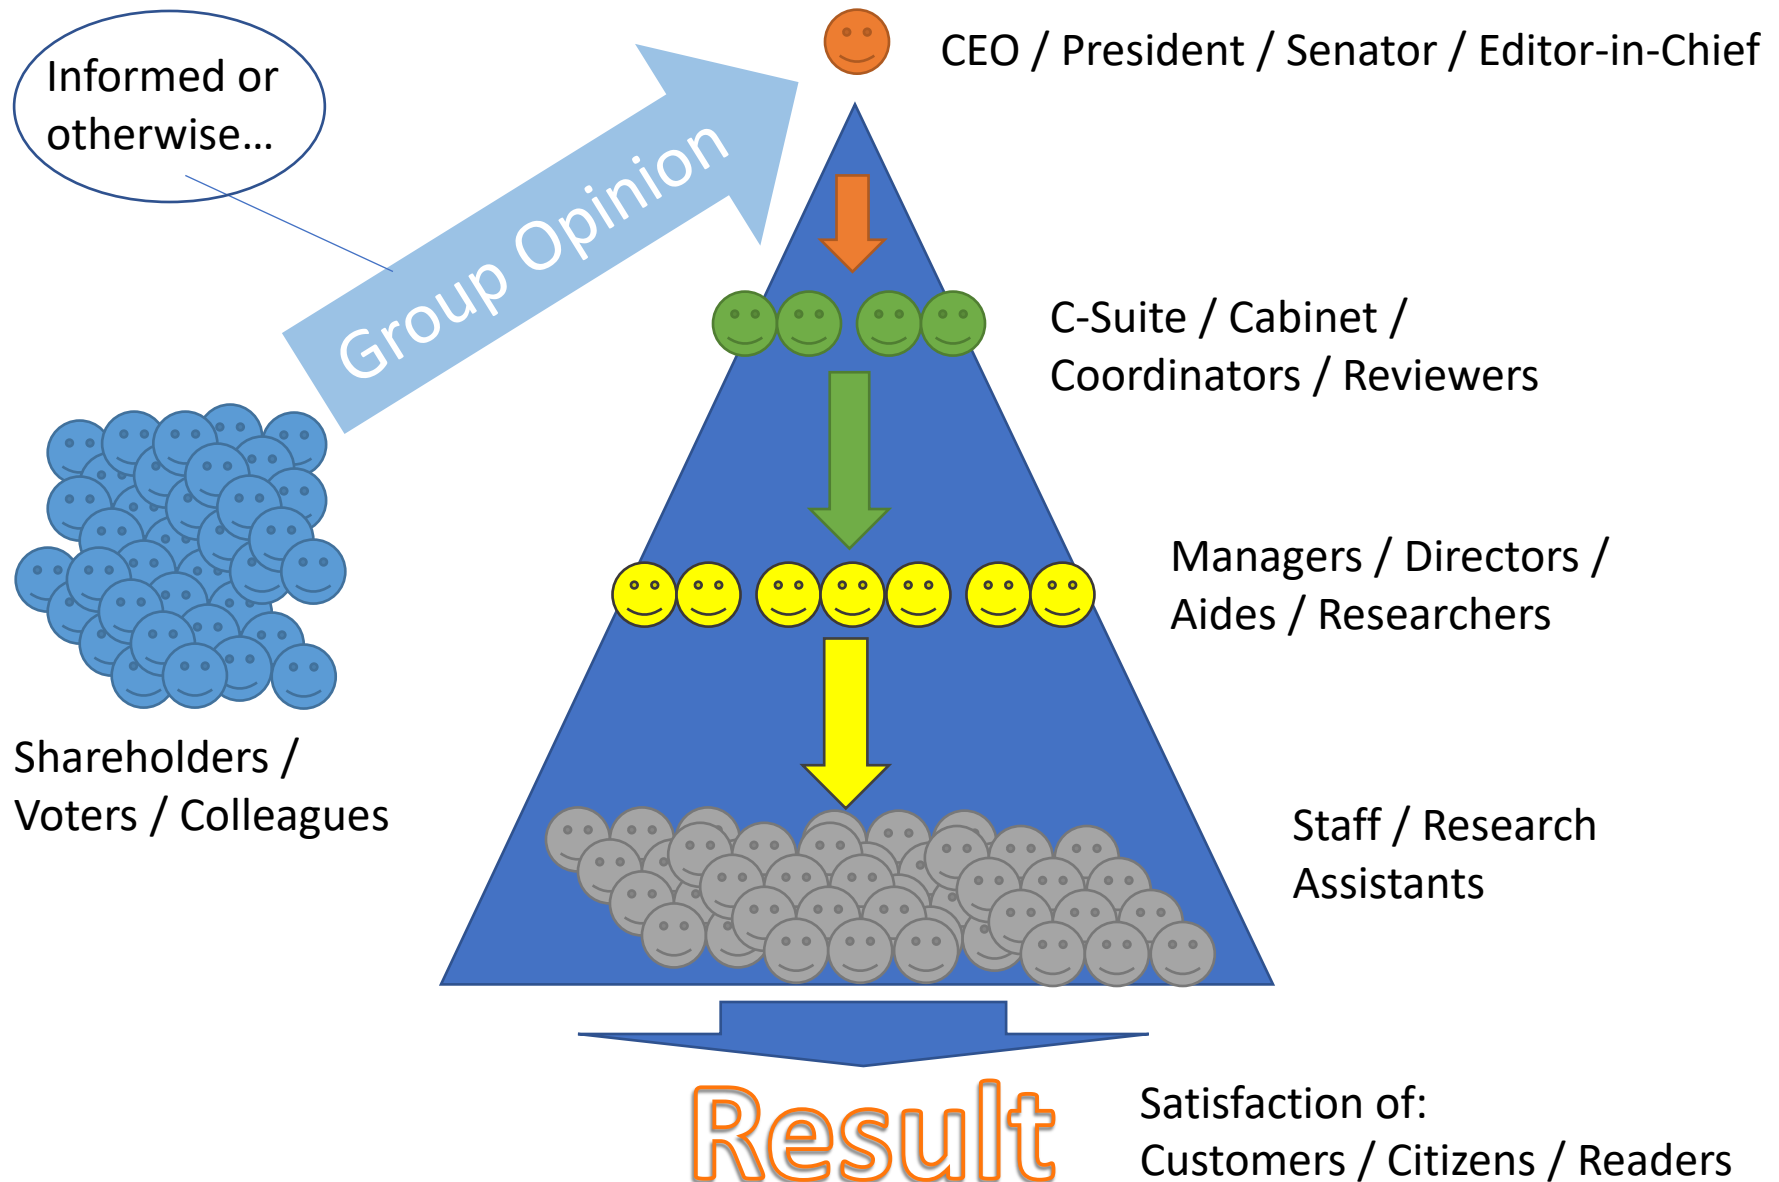 Informed or
otherwise…
Group Opinion
CEO / President / Senator / Editor-in-Chief
C-Suite / Cabinet /
Coordinators / Reviewers
Managers / Directors /
Aides / Researchers
Shareholders /
Voters / Colleagues
Staff / Research
Assistants
Result
Satisfaction of:
Customers / Citizens / Readers